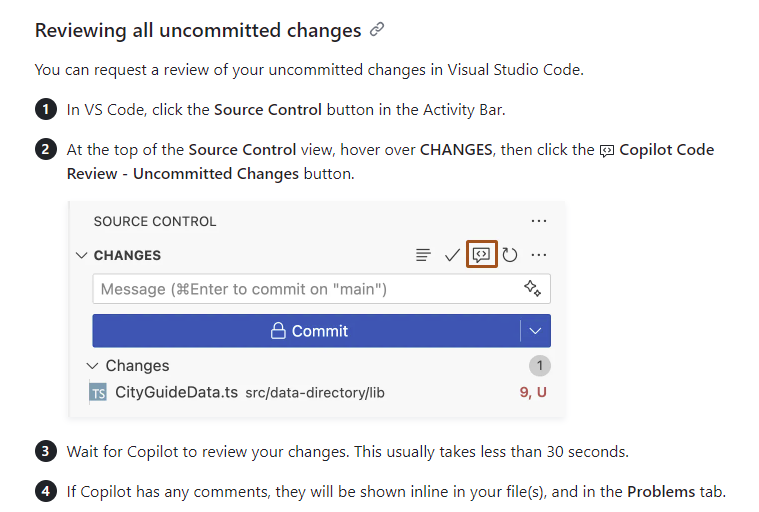 Reviewing all uncommitted changes
You can request a review of your uncommitted changes in Visual Studio Code.
1 In VS Code, click the Source Control button in the Activity Bar.
2 At the top of the Source Control view, hover over CHANGES, then click the Copilot Code
Review - Uncommitted Changes button.
SOURCE CONTROL
CHANGES
Message (⌘Enter to commit on "main")
Commit
Changes 1
TS CityGuideData.ts src/data-directory/lib 9, U
3 Wait for Copilot to review your changes. This usually takes less than 30 seconds.
4 If Copilot has any comments, they will be shown inline in your file(s), and in the Problems tab.